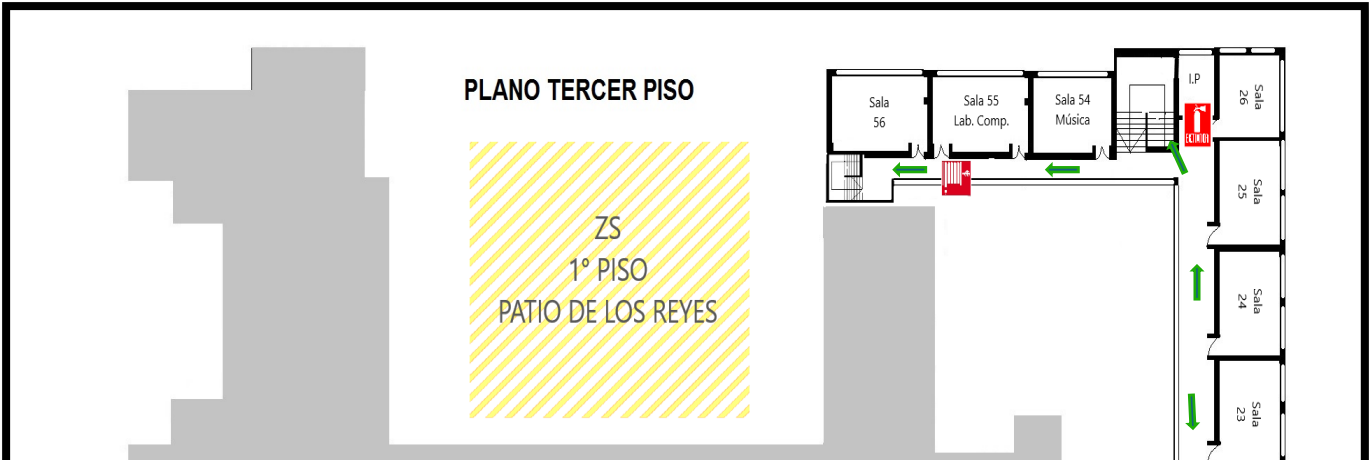 PLANO TERCER PISO
ZS
1° PISO
PATIO DE LOS REYES
Sala
56
Sala 55
Lab. Comp.
Sala 54
Música
I.P
EXTINTOR
Sala
26
Sala
25
Sala
24
Sala
23